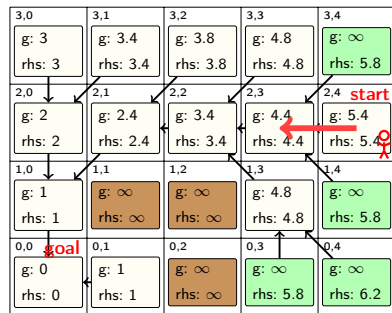 3,0 3,1 3,2 3,3 3,4
g: 3 g: 3.4 g: 3.8 g: 4.8 g: ∞
rhs: 3 rhs: 3.4 rhs: 3.8 rhs: 4.8 rhs: 5.8
2,0 2,1 2,2 2,3 2,4 start
g: 2 g: 2.4 g: 3.4 g: 4.4 g: 5.4
rhs: 2 rhs: 2.4 rhs: 3.4 rhs: 4.4 rhs: 5.4
1,0 1,1 1,2 1,3 1,4
g: 1 g: ∞ g: ∞ g: 4.8 g: ∞
rhs: 1 rhs: ∞ rhs: ∞ rhs: 4.8 rhs: 5.8
0,0 goal 0,1 0,2 0,3 0,4
g: 0 g: 1 g: ∞ g: ∞ g: ∞
rhs: 0 rhs: 1 rhs: ∞ rhs: 5.8 rhs: 6.2